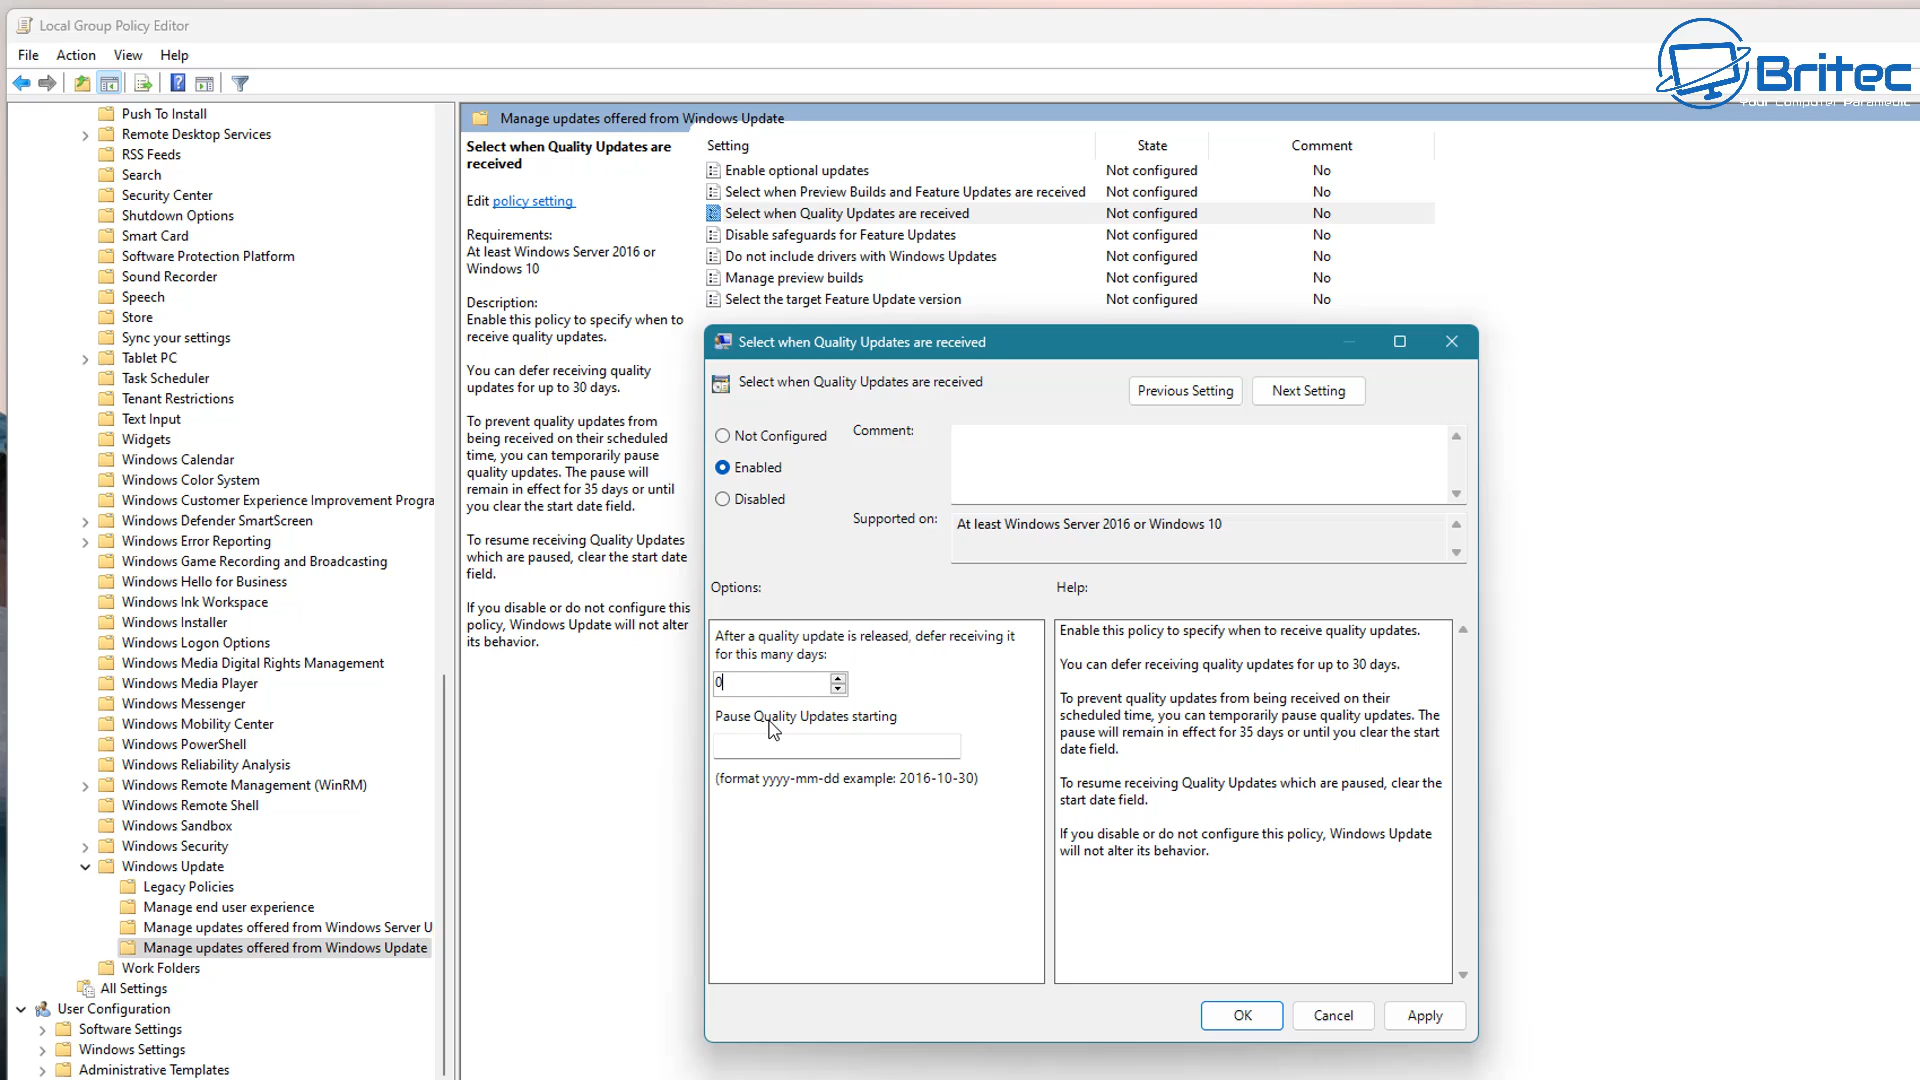 Local Group Policy Editor
File Action View Help
Britec
Your Computer Paramedic
Push To Install
Remote Desktop Services
RSS Feeds
Search
Security Center
Shutdown Options
Smart Card
Software Protection Platform
Sound Recorder
Speech
Store
Sync your settings
Tablet PC
Task Scheduler
Tenant Restrictions
Text Input
Widgets
Windows Calendar
Windows Color System
Windows Customer Experience Improvement Progra
Windows Defender SmartScreen
Windows Error Reporting
Windows Game Recording and Broadcasting
Windows Hello for Business
Windows Ink Workspace
Windows Installer
Windows Logon Options
Windows Media Digital Rights Management
Windows Media Player
Windows Messenger
Windows Mobility Center
Windows PowerShell
Windows Reliability Analysis
Windows Remote Management (WinRM)
Windows Remote Shell
Windows Sandbox
Windows Security
Windows Update
Legacy Policies
Manage end user experience
Manage updates offered from Windows Server U
Manage updates offered from Windows Update
Work Folders
All Settings
User Configuration
Software Settings
Windows Settings
Administrative Templates
Manage updates offered from Windows Update
Select when Quality Updates are
received
Edit policy setting
Requirements:
At least Windows Server 2016 or
Windows 10
Description:
Enable this policy to specify when to
receive quality updates.
You can defer receiving quality
updates for up to 30 days.
To prevent quality updates from
being received on their scheduled
time, you can temporarily pause
quality updates. The pause will
remain in effect for 35 days or until
you clear the start date field.
To resume receiving Quality Updates
which are paused, clear the start date
field.
If you disable or do not configure this
policy, Windows Update will not alter
its behavior.
Setting State Comment
Enable optional updates Not configured No
Select when Preview Builds and Feature Updates are received Not configured No
Select when Quality Updates are received Not configured No
Disable safeguards for Feature Updates Not configured No
Do not include drivers with Windows Updates Not configured No
Manage preview builds Not configured No
Select the target Feature Update version Not configured No
Select when Quality Updates are received
Select when Quality Updates are received
Previous Setting Next Setting
Not Configured
Enabled
Disabled
Comment:
Supported on: At least Windows Server 2016 or Windows 10
Options:
After a quality update is released, defer receiving it
for this many days:
0
Pause Quality Updates starting
(format yyyy-mm-dd example: 2016-10-30)
Help:
Enable this policy to specify when to receive quality updates.
You can defer receiving quality updates for up to 30 days.
To prevent quality updates from being received on their
scheduled time, you can temporarily pause quality updates. The
pause will remain in effect for 35 days or until you clear the start
date field.
To resume receiving Quality Updates which are paused, clear the
start date field.
If you disable or do not configure this policy, Windows Update
will not alter its behavior.
OK Cancel Apply